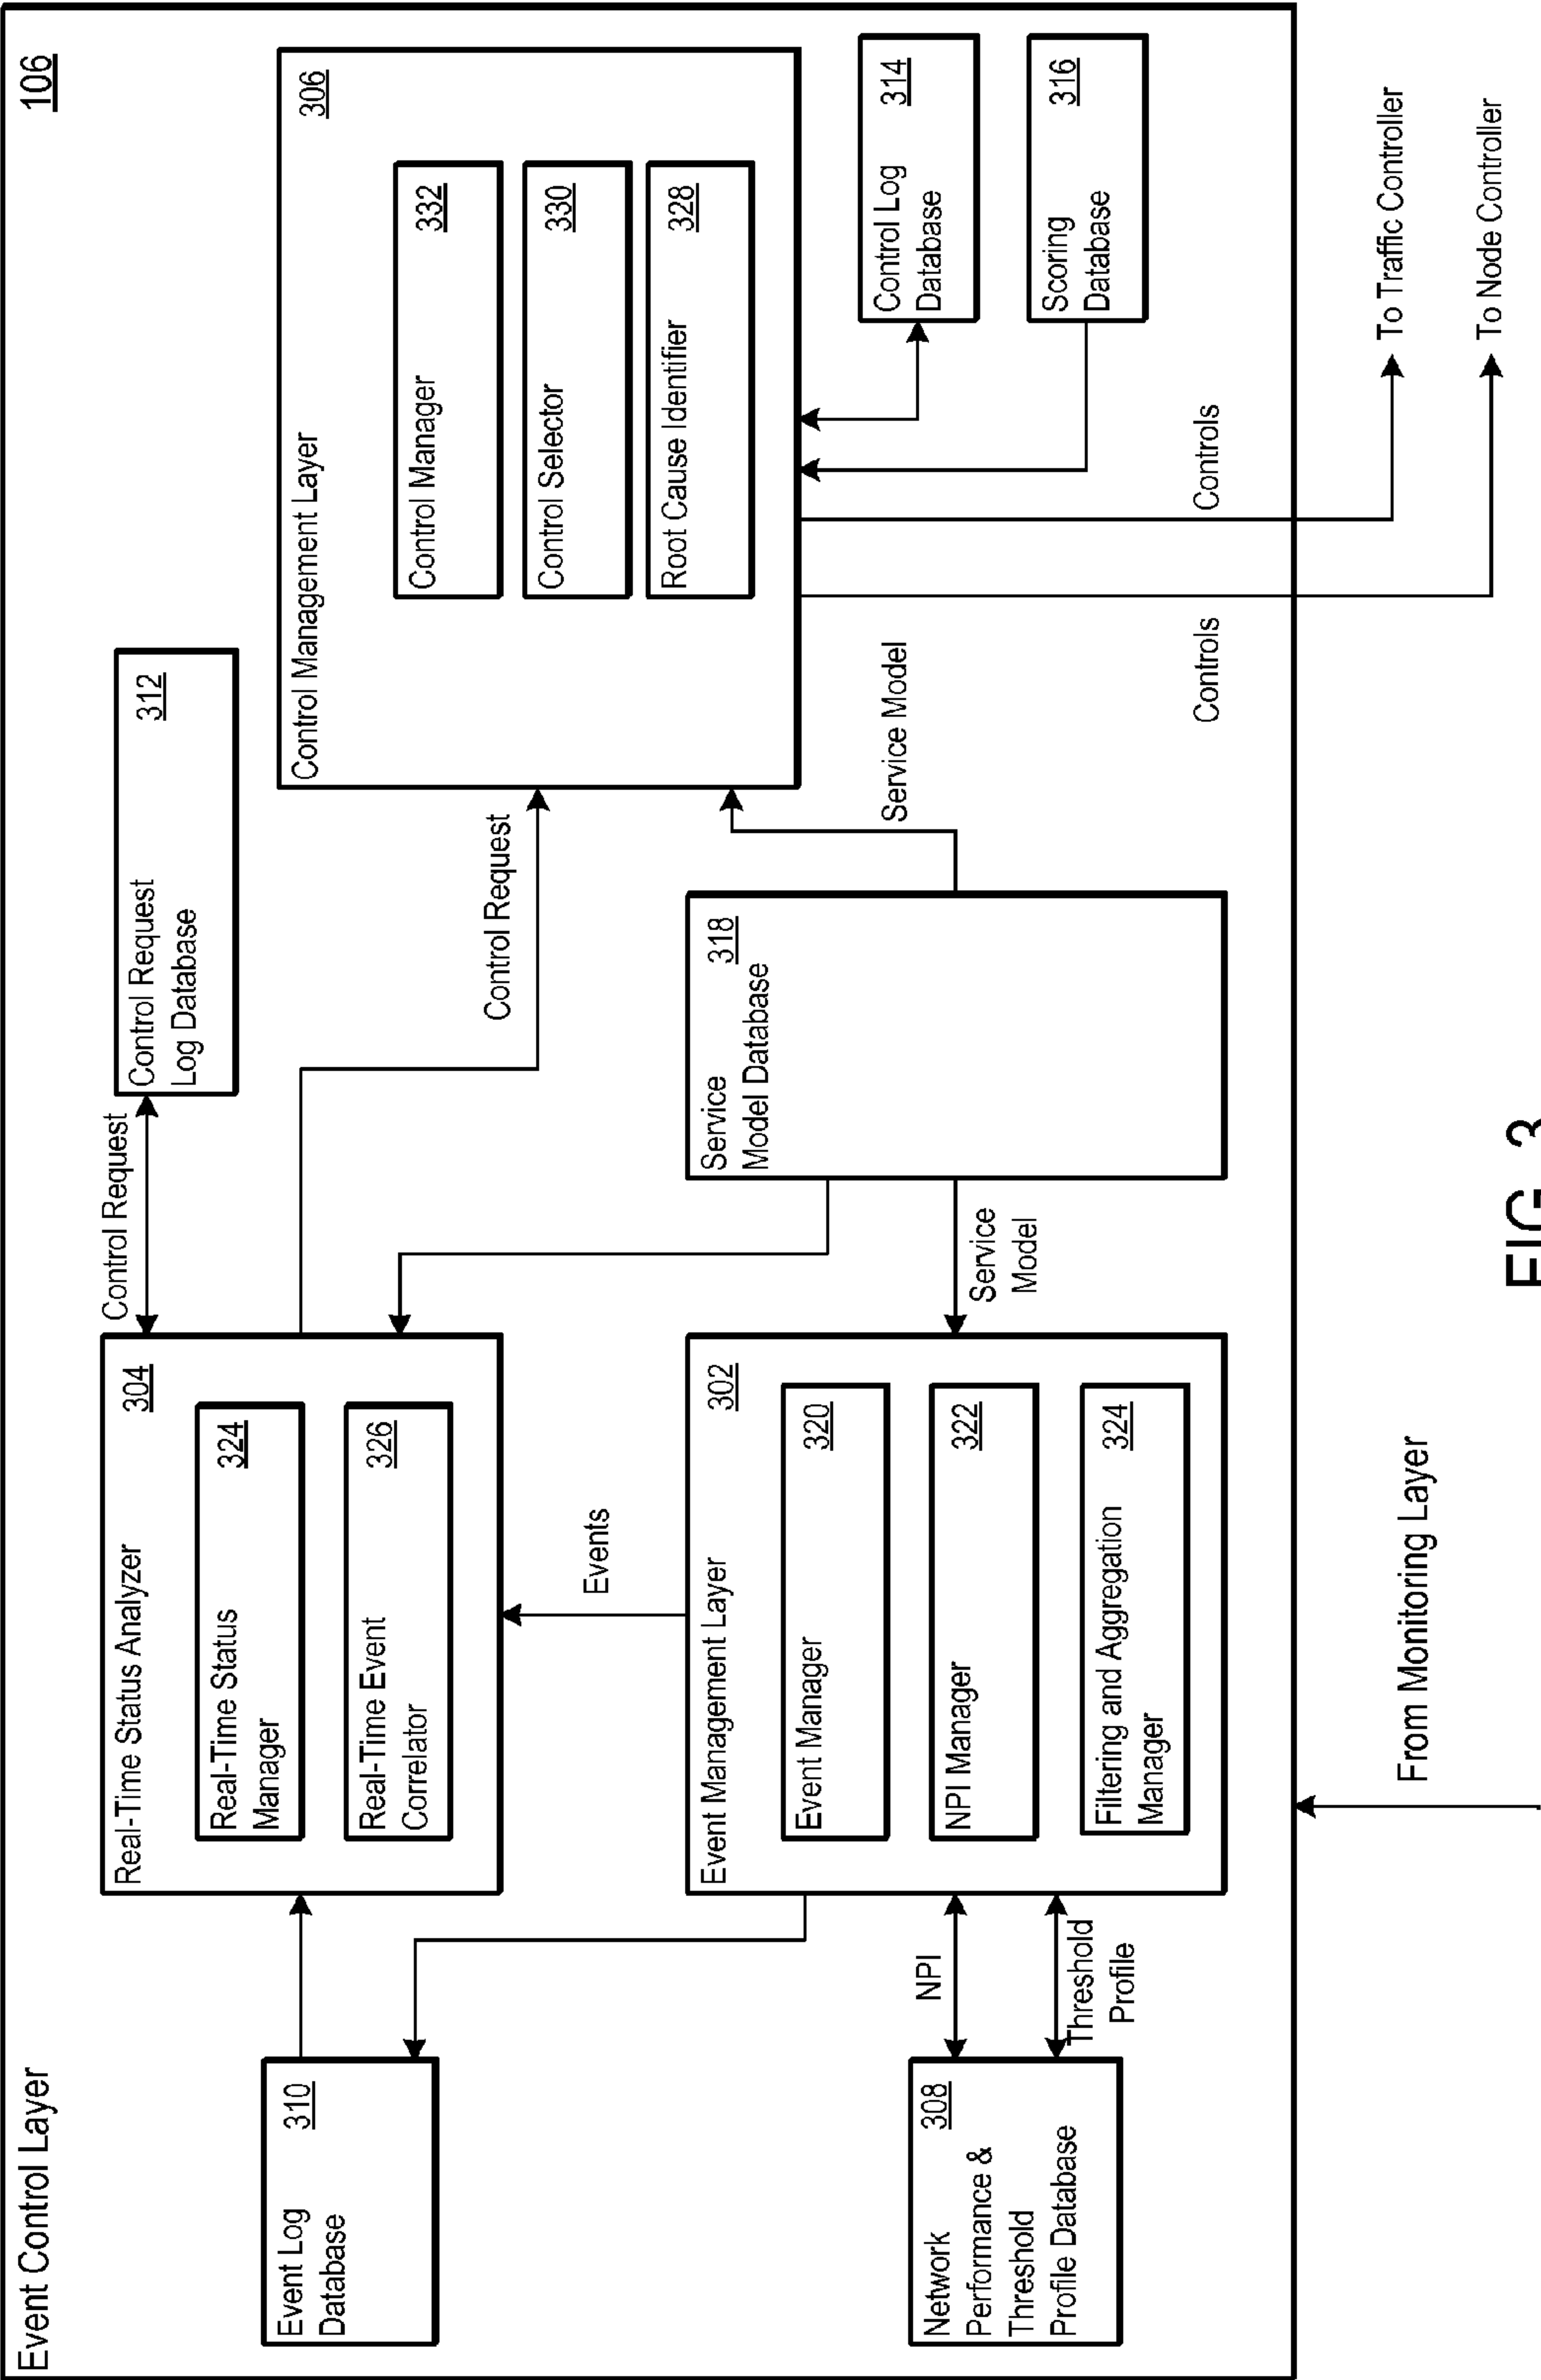 Event Control Layer
106
Event Log
Database
310
Real-Time Status Analyzer
304
Real-Time Status
Manager
324
Real-Time Event
Correlator
326
Control Request
Control Request
Log Database
312
Control Request
Control Management Layer
306
Control Manager
332
Control Selector
330
Root Cause Identifier
328
Events
Network
308
Performance &
Threshold
Profile Database
NPI
Threshold
Profile
Event Management Layer
302
Event Manager
320
NPI Manager
322
Filtering and Aggregation
Manager
324
Service
Model
Service
318
Model Database
Service Model
Control Log
Database
314
Scoring
Database
316
Controls
Controls
To Traffic Controller
To Node Controller
From Monitoring Layer
FIG. 3